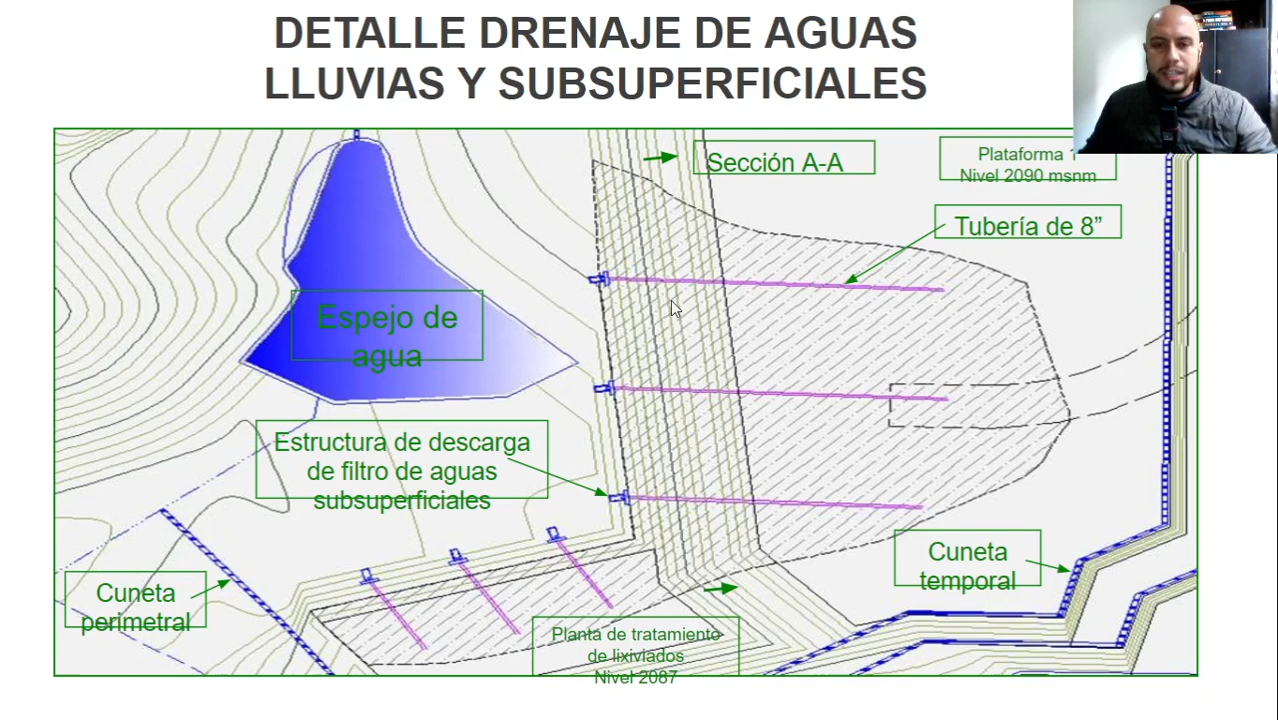 DETALLE DRENAJE DE AGUAS
LLUVIAS Y SUBSUPERFICIALES
Sección A-A
Plataforma 1
Nivel 2090 msnm
Tubería de 8”
Espejo de
agua
Estructura de descarga
de filtro de aguas
subsuperficiales
Cuneta
temporal
Cuneta
perimetral
Planta de tratamiento
de lixiviados
Nivel 2087